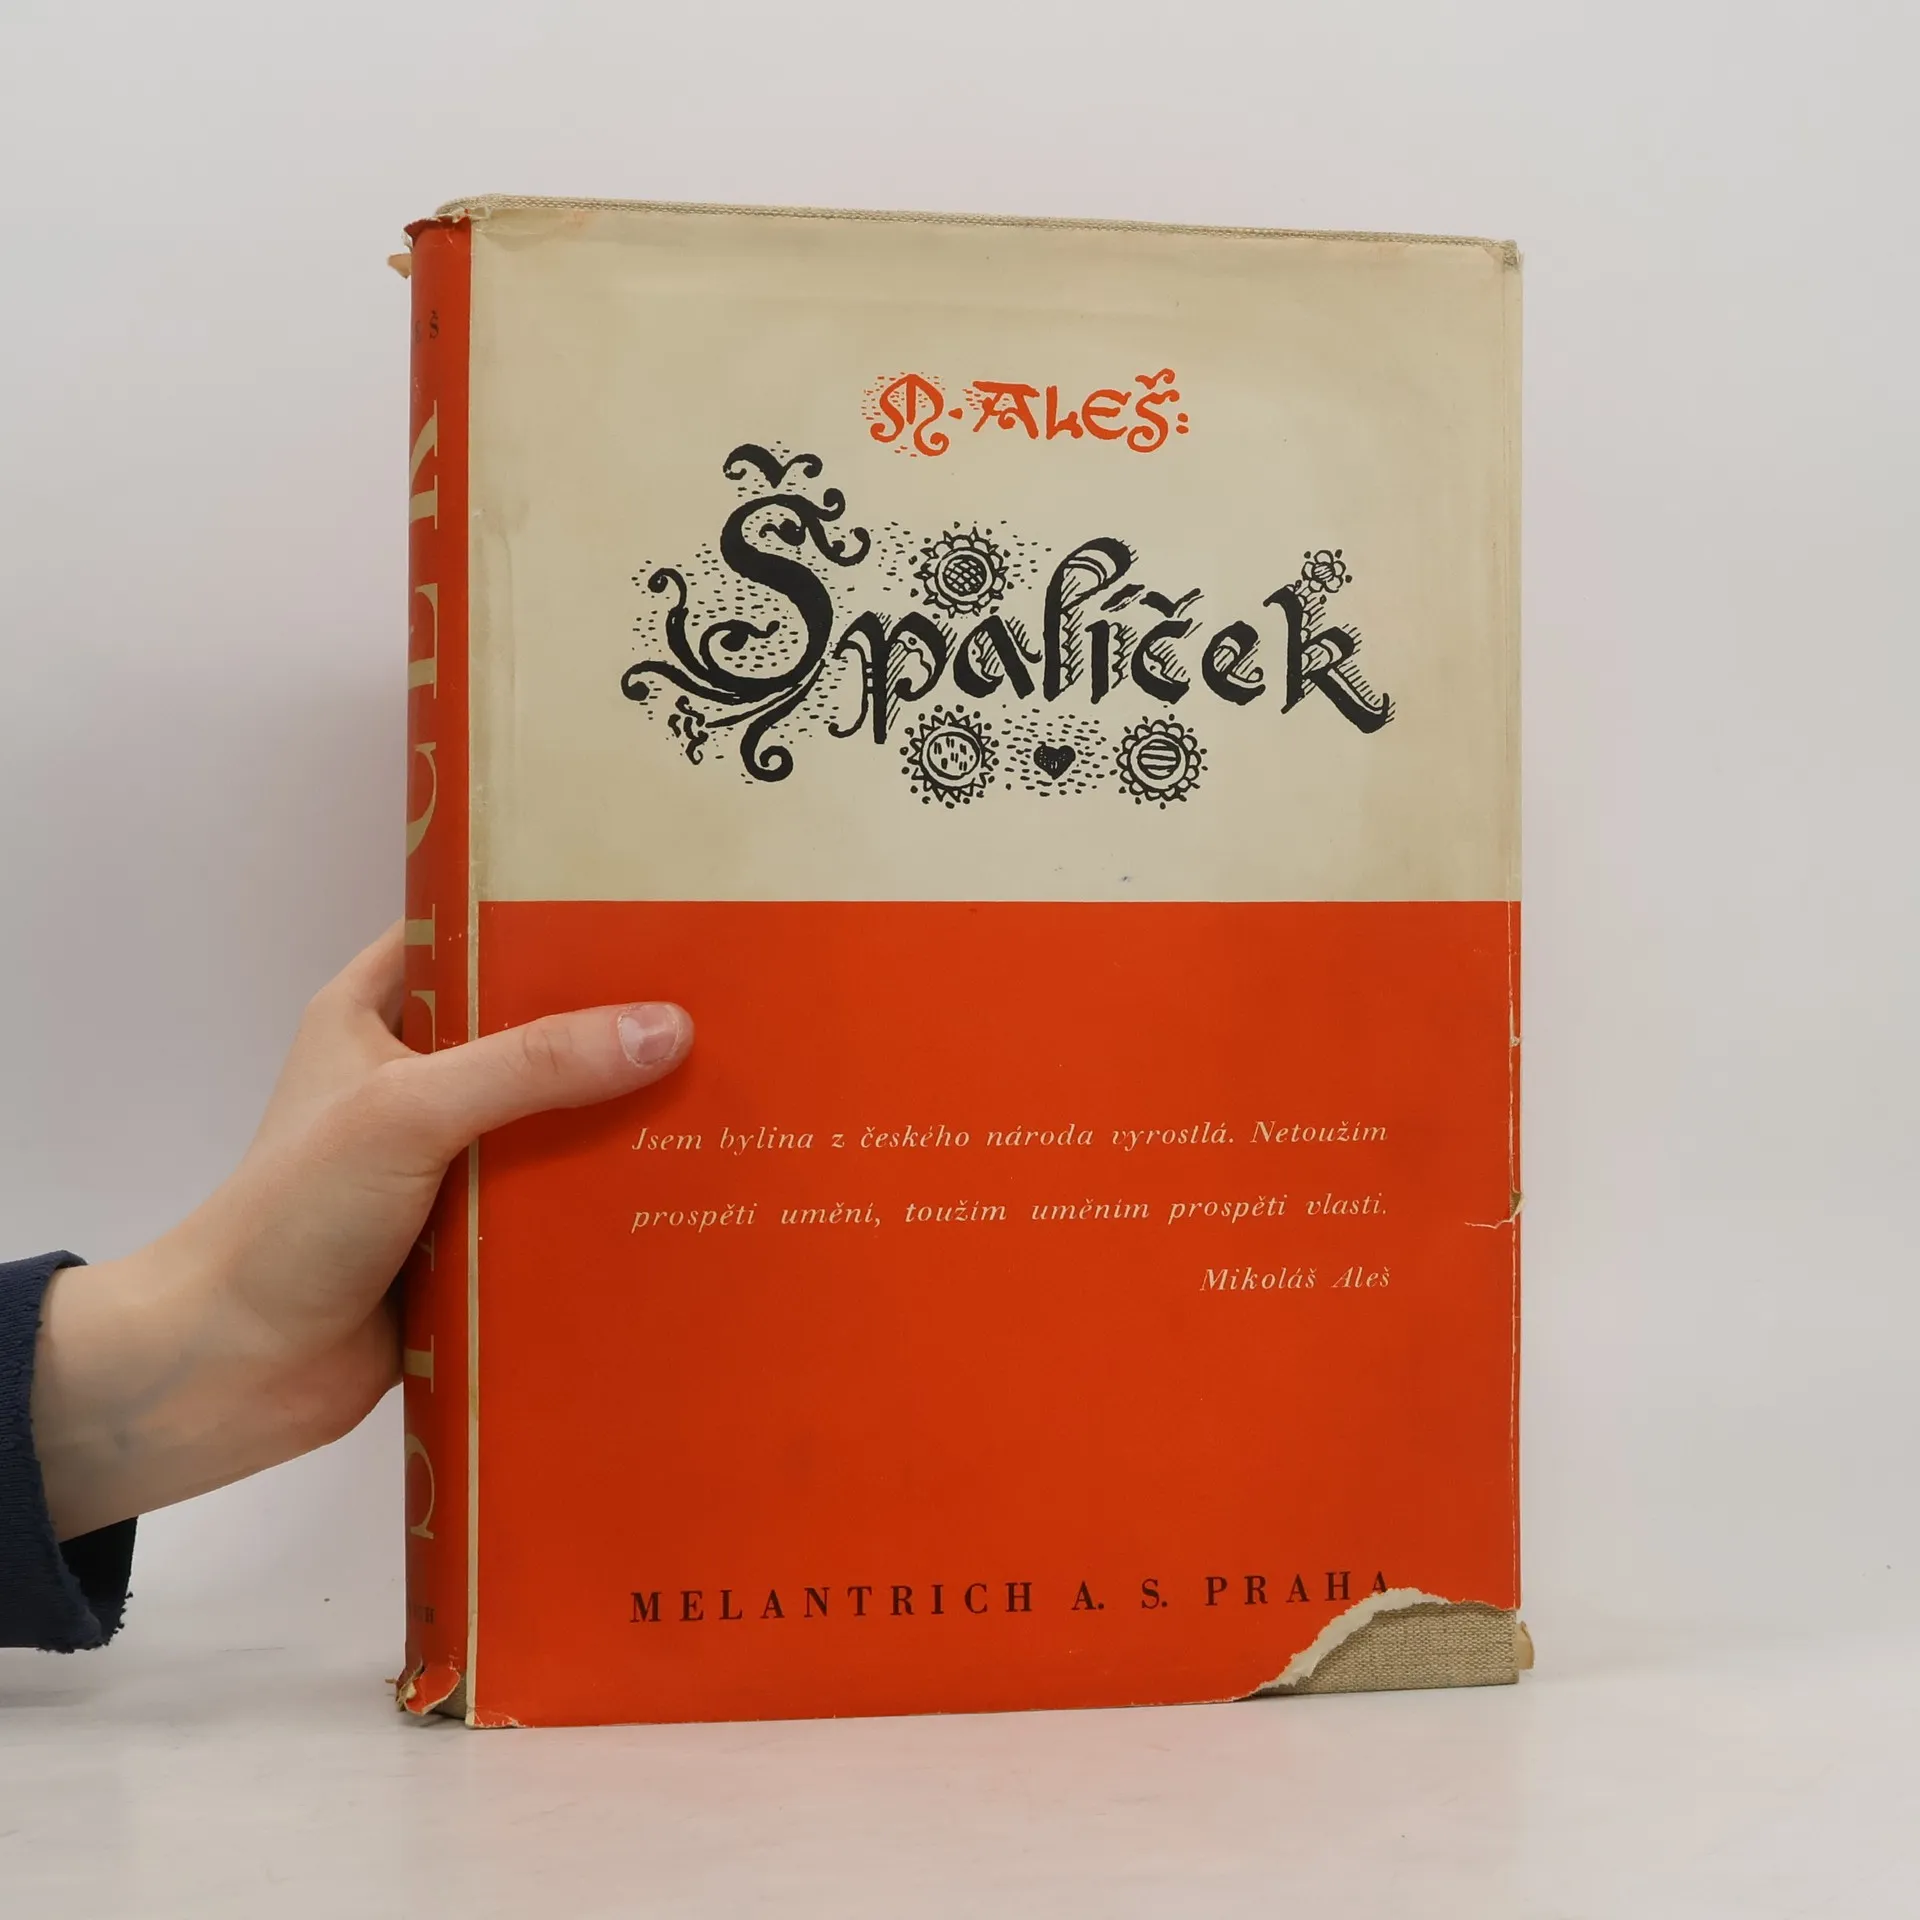 M. ALEŠ:
Špalíček
Jsem bylina z českého národa vyrostlá. Netoužím
prospěti umění, toužím uměním prospěti vlasti.
Mikoláš Aleš
MELANTRICH A. S. PRAHA